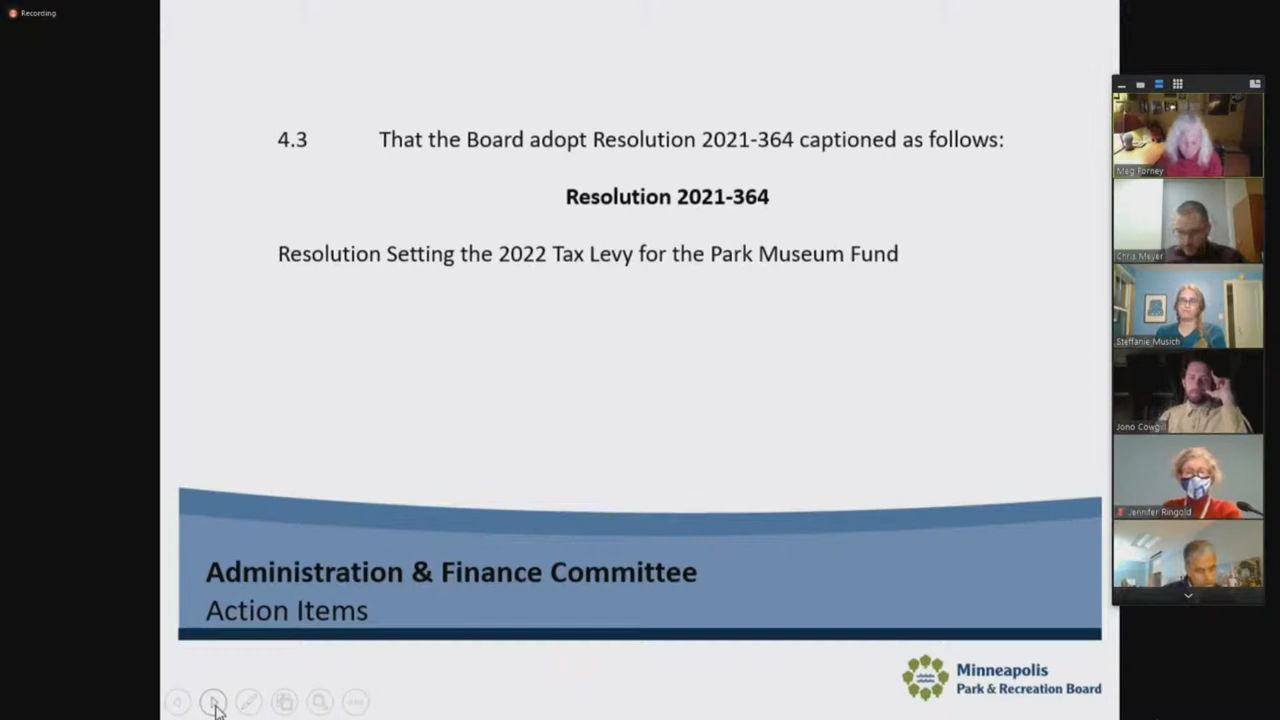 Recording
4.3 That the Board adopt Resolution 2021-364 captioned as follows:
Resolution 2021-364
Resolution Setting the 2022 Tax Levy for the Park Museum Fund
Administration & Finance Committee
Action Items
Minneapolis
Park & Recreation Board
Meg Forney
Chris Meyer
Steffanie Musich
Jono Cowgill
Jennifer Ringold